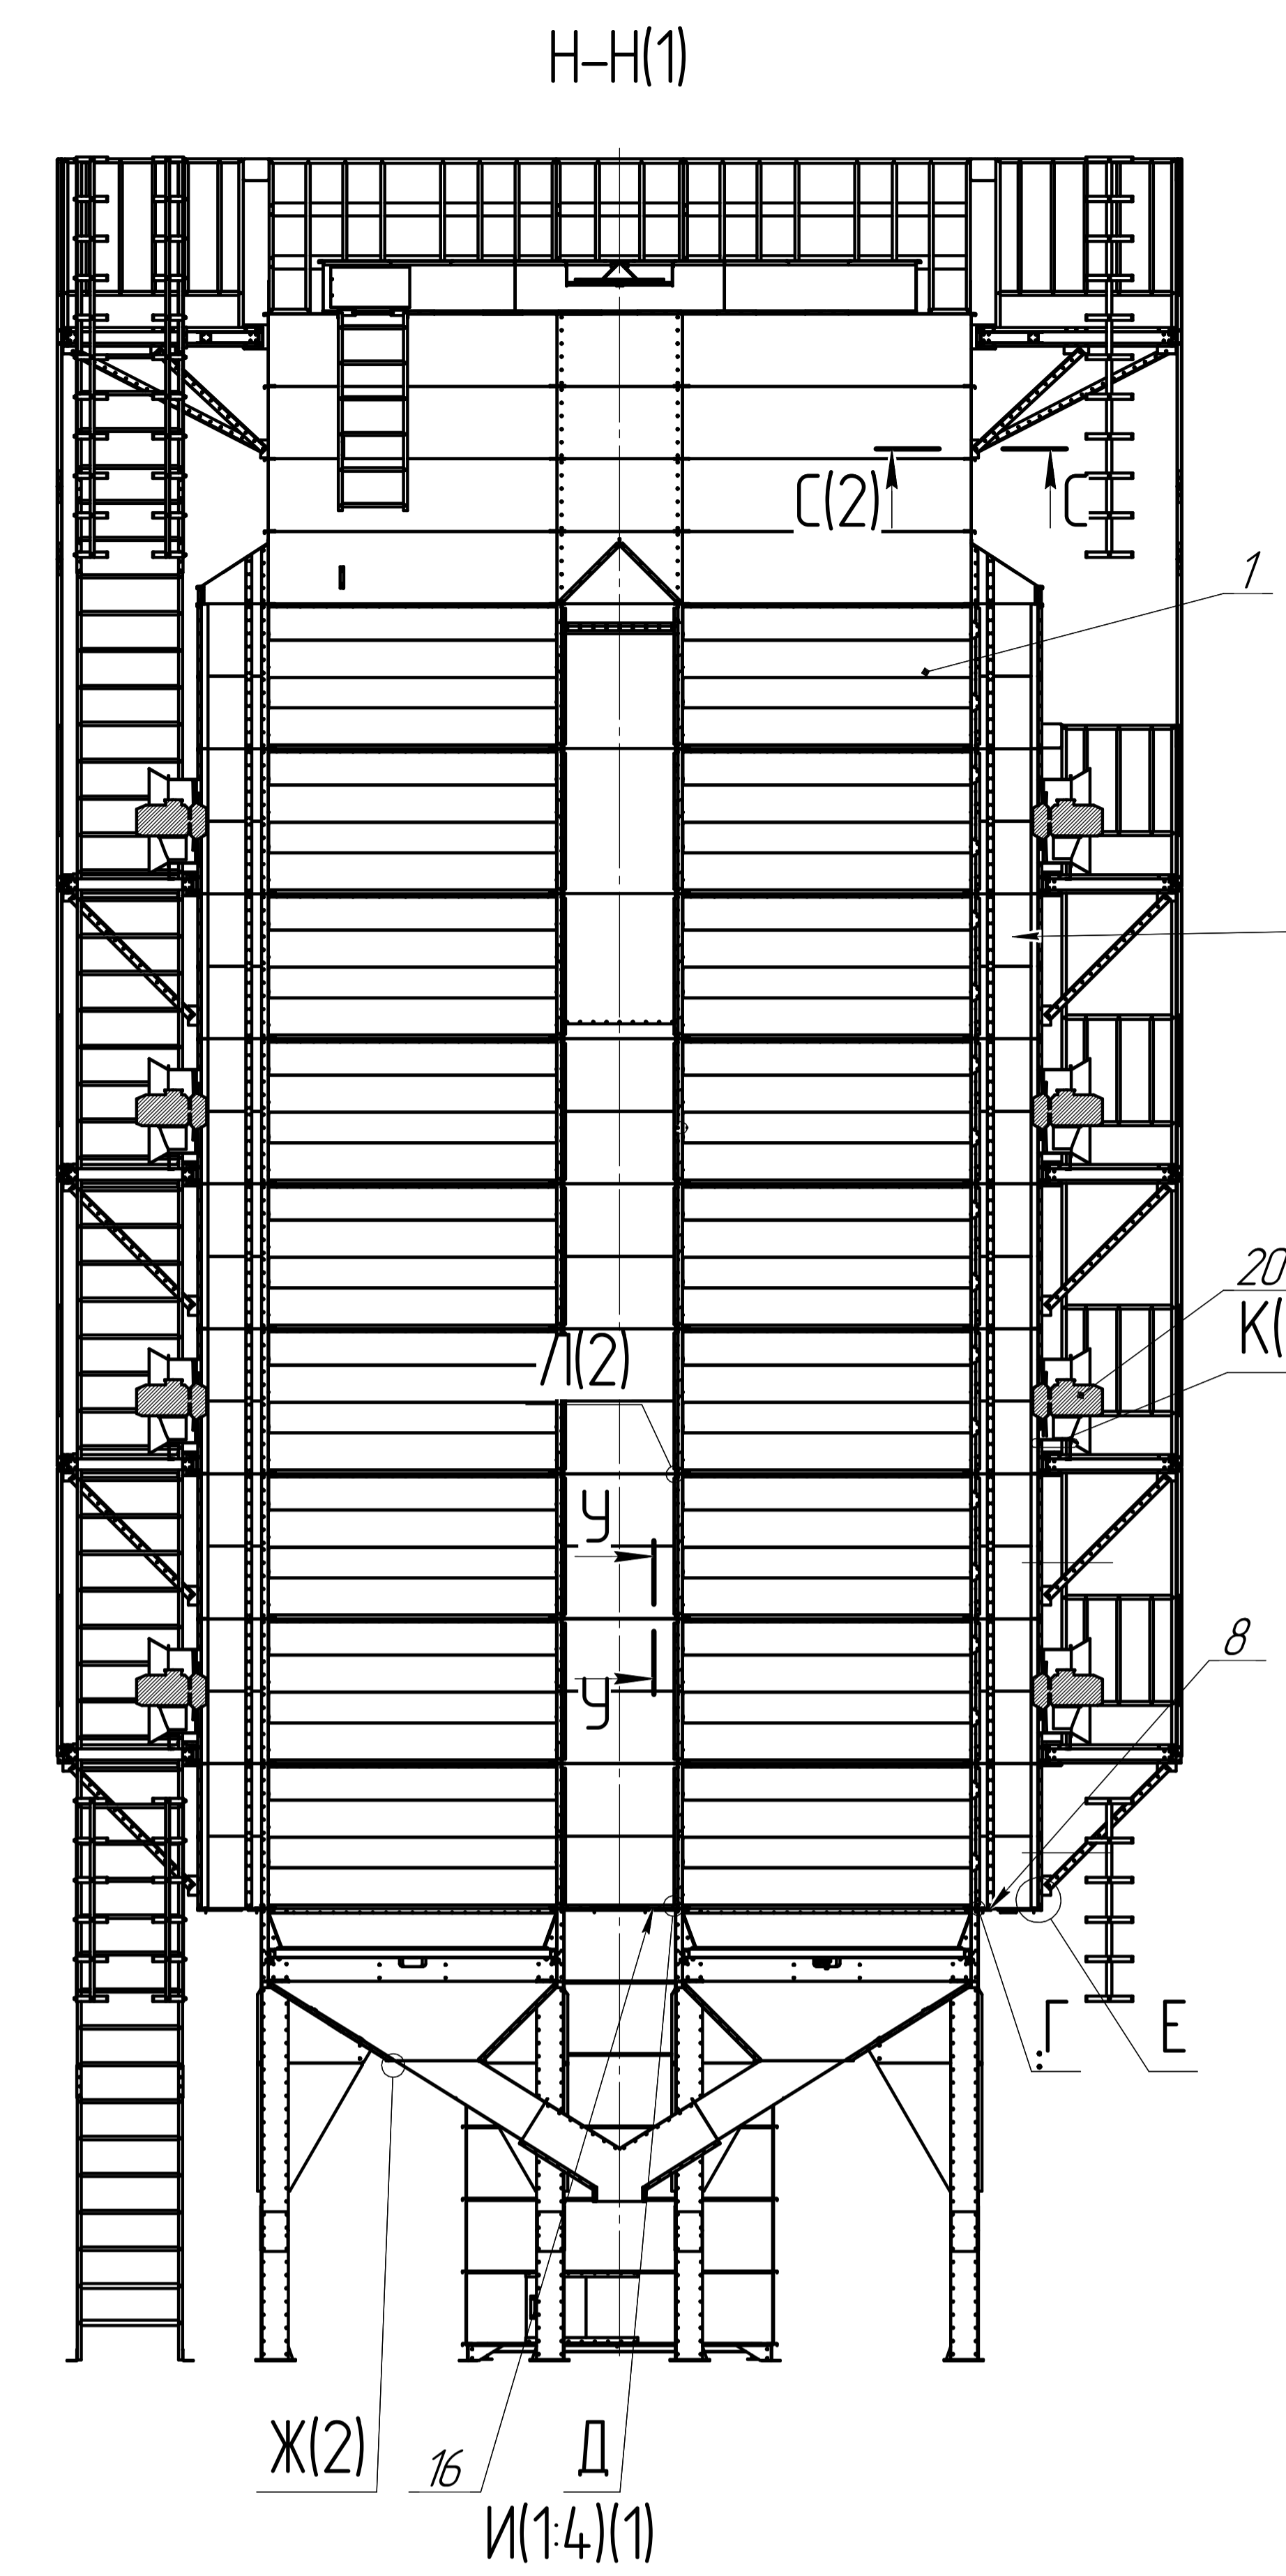 Н–Н(1)
С(2)
С
1
20
К(
Л(2)
У
У
8
Г
Е
Ж(2)
16
Д
И(1:4)(1)